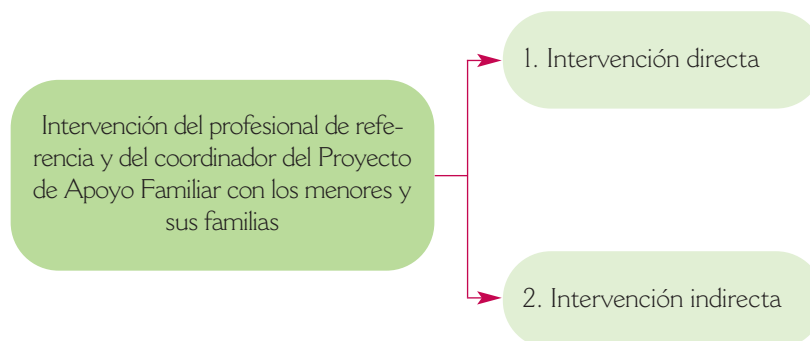 Intervención del profesional de refe-
rencia y del coordinador del Proyecto
de Apoyo Familiar con los menores y
sus familias
1. Intervención directa
2. Intervención indirecta